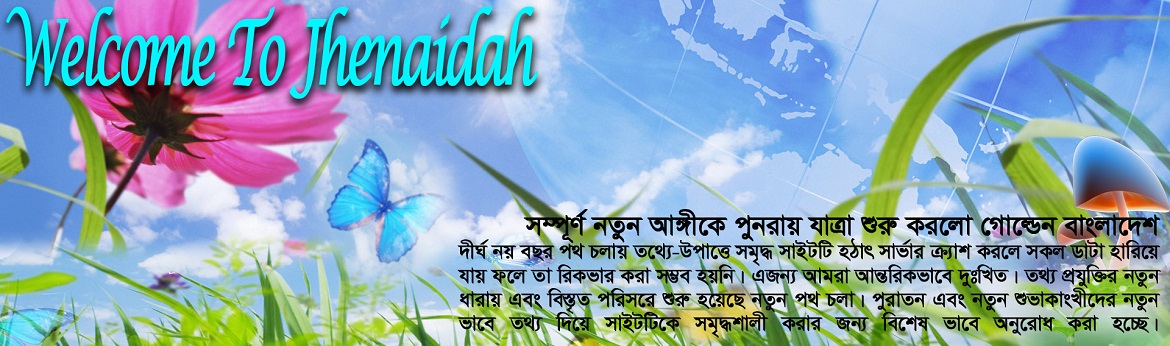 Welcome To Jhenaidah
সম্পূর্ণ নতুন আঙ্গীকে পুনরায় যাত্রা শুরু করলো গোল্ডেন বাংলাদেশ
দীর্ঘ নয় বছর পথ চলায় তথ্যে-উপাত্তে সমৃদ্ধ সাইটটি হঠাৎ সার্ভার ক্র্যাশ করলে সকল ডাটা হারিয়ে
যায় ফলে তা রিকভার করা সম্ভব হয়নি। এজন্য আমরা আন্তরিকভাবে দুঃখিত। তথ্য প্রযুক্তির নতুন
ধারায় এবং বিস্তৃত পরিসরে শুরু হয়েছে নতুন পথ চলা। পুরাতন এবং নতুন শুভাকাংখীদের নতুন
ভাবে তথ্য দিয়ে সাইটটিকে সমৃদ্ধশালী করার জন্য বিশেষ ভাবে অনুরোধ করা হচ্ছে।